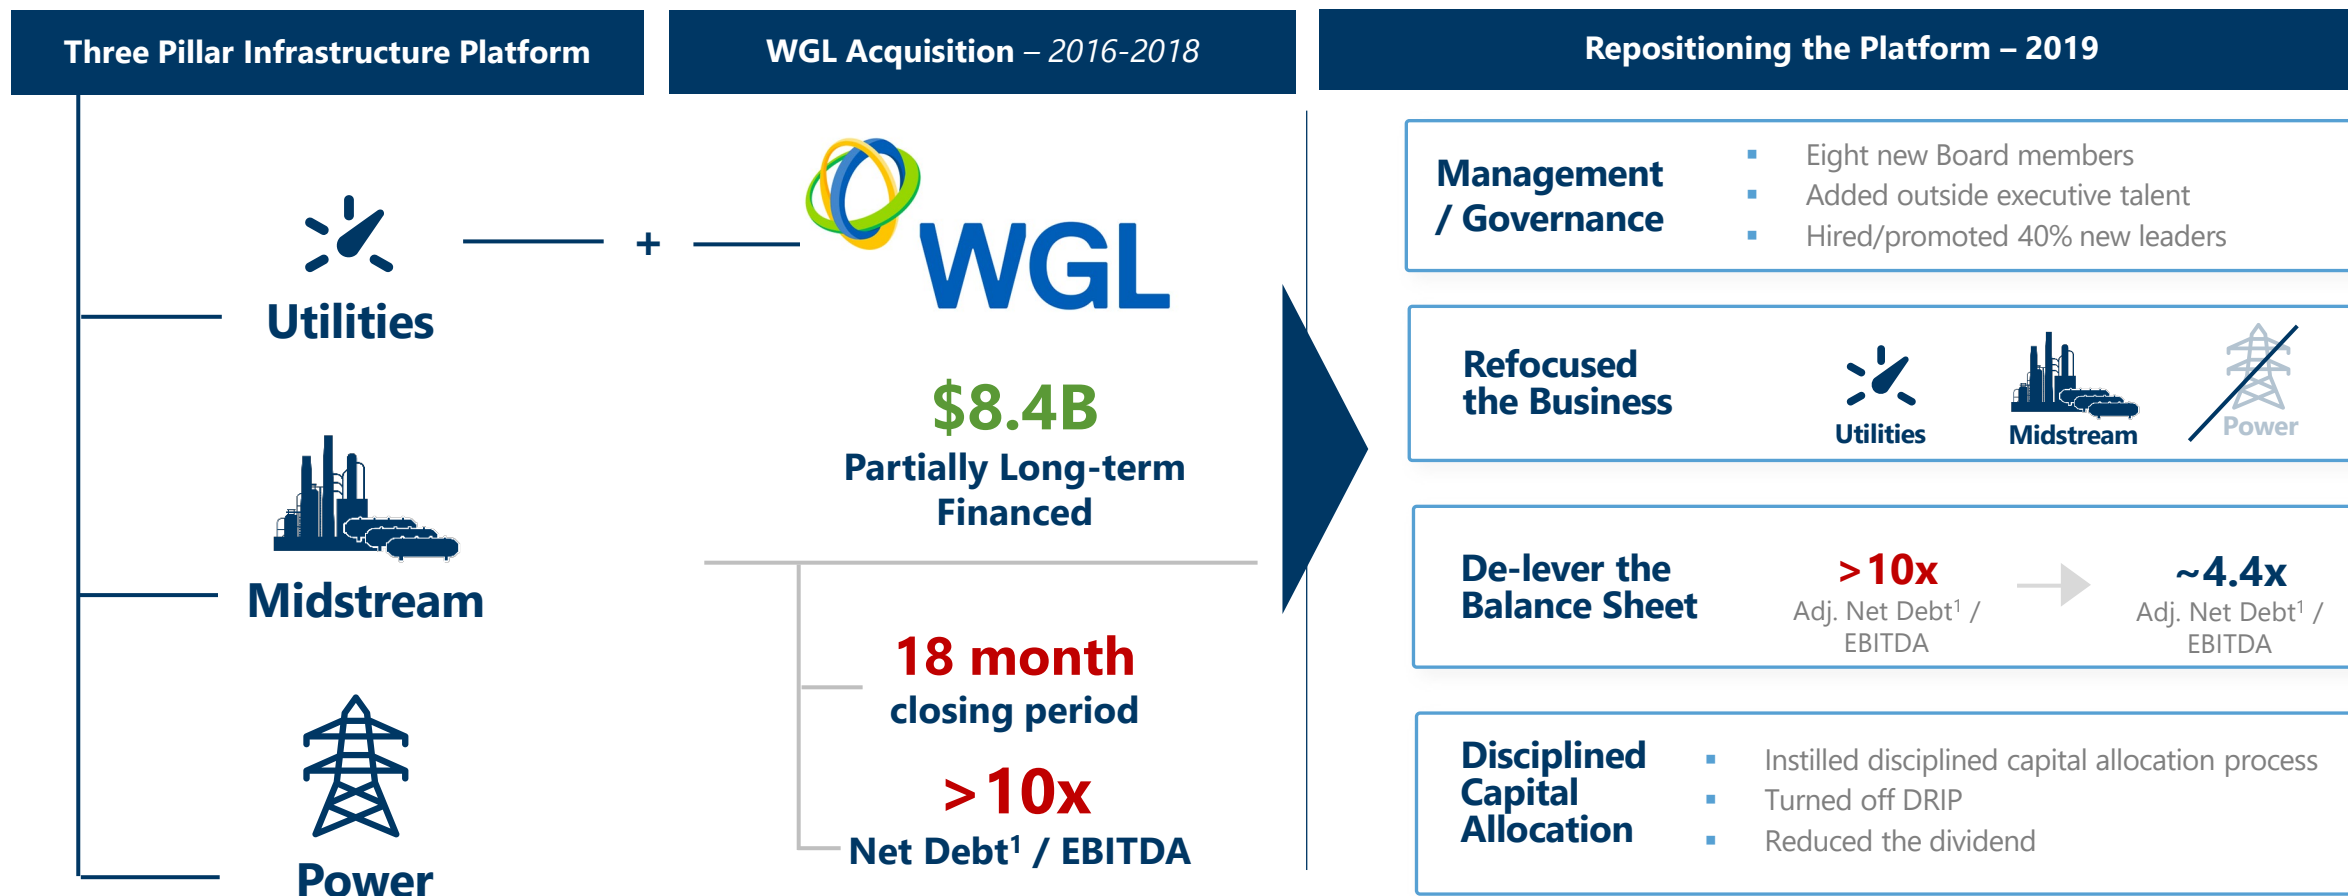 Three Pillar Infrastructure Platform
Utilities
Midstream
Power
WGL Acquisition – 2016-2018
+
WGL
$8.4B
Partially Long-term
Financed
18 month
closing period
>10x
Net Debt¹ / EBITDA
Repositioning the Platform – 2019
Management
/ Governance
▪ Eight new Board members
▪ Added outside executive talent
▪ Hired/promoted 40% new leaders
Refocused
the Business
Utilities
Midstream
Power
De-lever the
Balance Sheet
>10x
Adj. Net Debt¹ /
EBITDA
~4.4x
Adj. Net Debt¹ /
EBITDA
Disciplined
Capital
Allocation
▪ Instilled disciplined capital allocation process
▪ Turned off DRIP
▪ Reduced the dividend